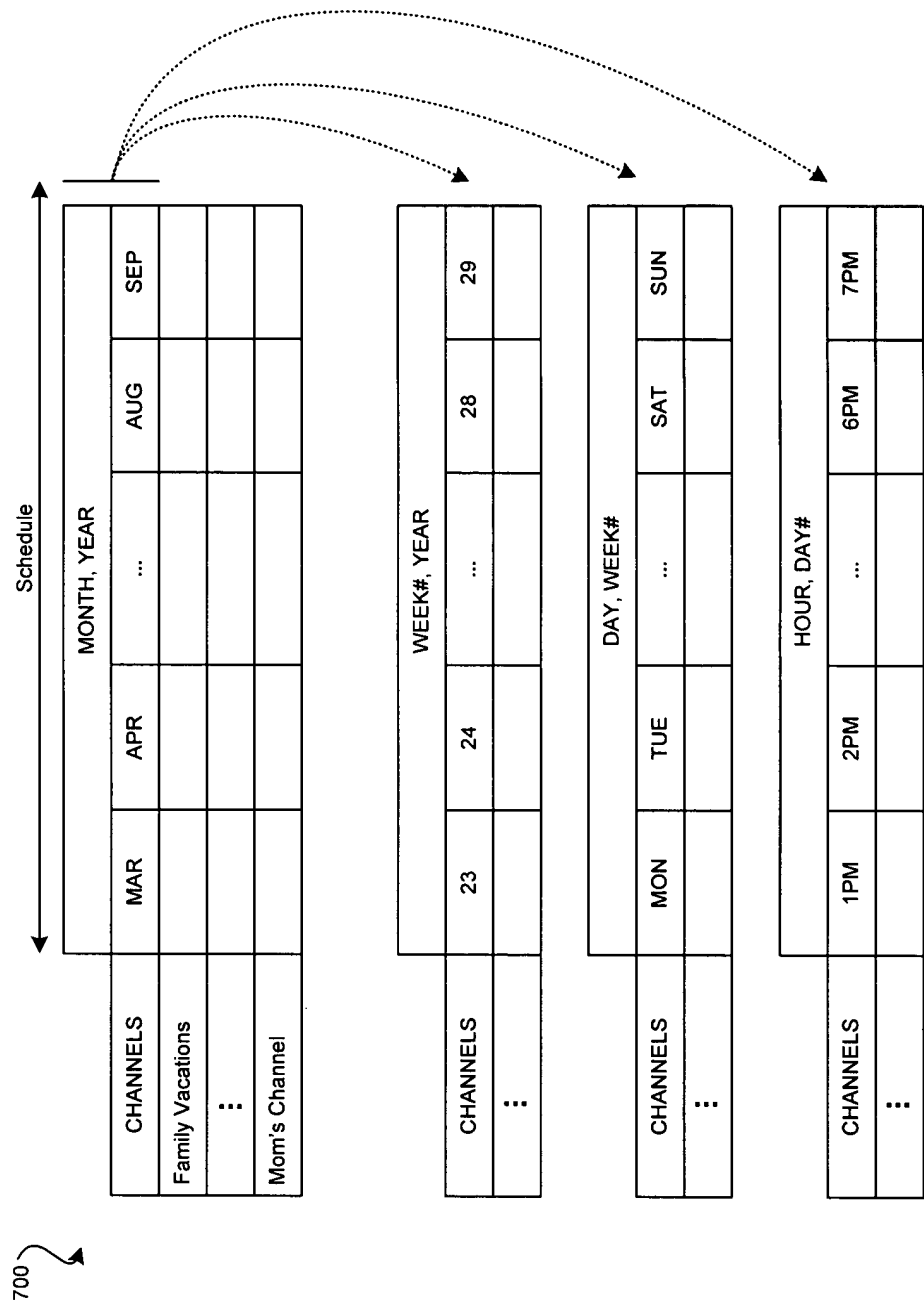 700
Schedule
MONTH, YEAR
CHANNELS MAR APR ... AUG SEP
Family Vacations
...
Mom's Channel
WEEK#, YEAR
CHANNELS 23 24 ... 28 29
...
DAY, WEEK#
CHANNELS MON TUE ... SAT SUN
...
HOUR, DAY#
CHANNELS 1PM 2PM ... 6PM 7PM
...